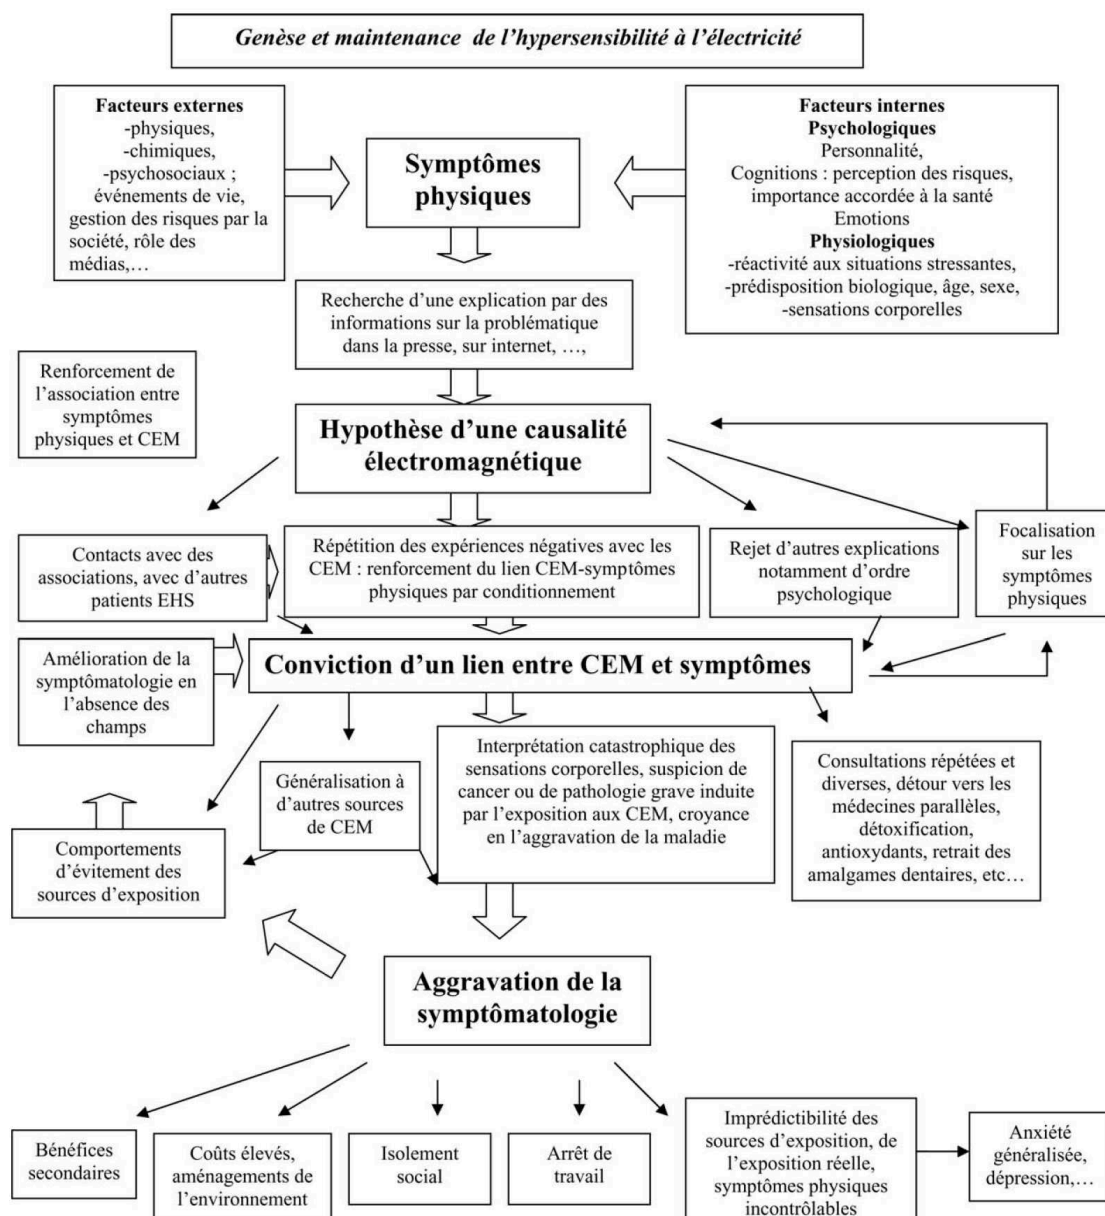 Genèse et maintenance de l’hypersensibilité à l’électricité
Facteurs externes
-physiques,
-chimiques,
-psychosociaux ;
événements de vie,
gestion des risques par la
société, rôle des
médias,…
Symptômes
physiques
Facteurs internes
Psychologiques
Personnalité,
Cognitions : perception des risques,
importance accordée à la santé
Emotions
Physiologiques
-réactivité aux situations stressantes,
-prédisposition biologique, âge, sexe,
-sensations corporelles
Recherche d’une explication par des
informations sur la problématique
dans la presse, sur internet, …,
Renforcement de
l’association entre
symptômes
physiques et CEM
Hypothèse d’une causalité
électromagnétique
Contacts avec des
associations, avec d’autres
patients EHS
Répétition des expériences négatives avec les
CEM : renforcement du lien CEM-symptômes
physiques par conditionnement
Rejet d’autres explications
notamment d’ordre
psychologique
Focalisation
sur les
symptômes
physiques
Amélioration de la
symptômatologie en
l’absence des
champs
Conviction d’un lien entre CEM et symptômes
Généralisation à
d’autres sources
de CEM
Interprétation catastrophique des
sensations corporelles, suspicion de
cancer ou de pathologie grave induite
par l’exposition aux CEM, croyance
en l’aggravation de la maladie
Consultations répétées et
diverses, détour vers les
médecines parallèles,
détoxification,
antioxydants, retrait des
amalgames dentaires, etc…
Comportements
d’évitement des
sources d’exposition
Aggravation de la
symptômatologie
Bénéfices
secondaires
Coûts élevés,
aménagements de
l’environnement
Isolement
social
Arrêt de
travail
Imprédictibilité des
sources d’exposition, de
l’exposition réelle,
symptômes physiques
incontrôlables
Anxiété
généralisée,
dépression,…